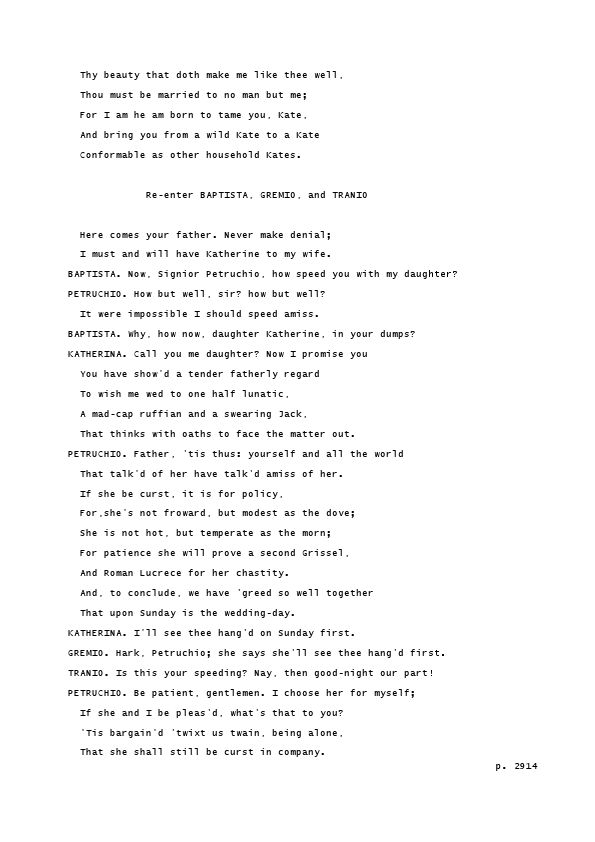 Thy beauty that doth make me like thee well,
Thou must be married to no man but me;
For I am he am born to tame you, Kate,
And bring you from a wild Kate to a Kate
Conformable as other household Kates.
Re-enter BAPTISTA, GREMIO, and TRANIO
Here comes your father. Never make denial;
I must and will have Katherine to my wife.
BAPTISTA. Now, Signior Petruchio, how speed you with my daughter?
PETRUCHIO. How but well, sir? how but well?
It were impossible I should speed amiss.
BAPTISTA. Why, how now, daughter Katherine, in your dumps?
KATHERINA. Call you me daughter? Now I promise you
You have show'd a tender fatherly regard
To wish me wed to one half lunatic,
A mad-cap ruffian and a swearing Jack,
That thinks with oaths to face the matter out.
PETRUCHIO. Father, 'tis thus: yourself and all the world
That talk'd of her have talk'd amiss of her.
If she be curst, it is for policy,
For,she's not froward, but modest as the dove;
She is not hot, but temperate as the morn;
For patience she will prove a second Grissel,
And Roman Lucrece for her chastity.
And, to conclude, we have 'greed so well together
That upon Sunday is the wedding-day.
KATHERINA. I'll see thee hang'd on Sunday first.
GREMIO. Hark, Petruchio; she says she'll see thee hang'd first.
TRANIO. Is this your speeding? Nay, then good-night our part!
PETRUCHIO. Be patient, gentlemen. I choose her for myself;
If she and I be pleas'd, what's that to you?
'Tis bargain'd 'twixt us twain, being alone,
That she shall still be curst in company.
p. 2914